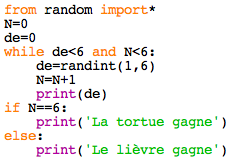 from random import*
N=0
de=0
while de<6 and N<6:
    de=randint(1,6)
    N=N+1
    print(de)
if N==6:
    print('La tortue gagne')
else:
    print('Le lièvre gagne')